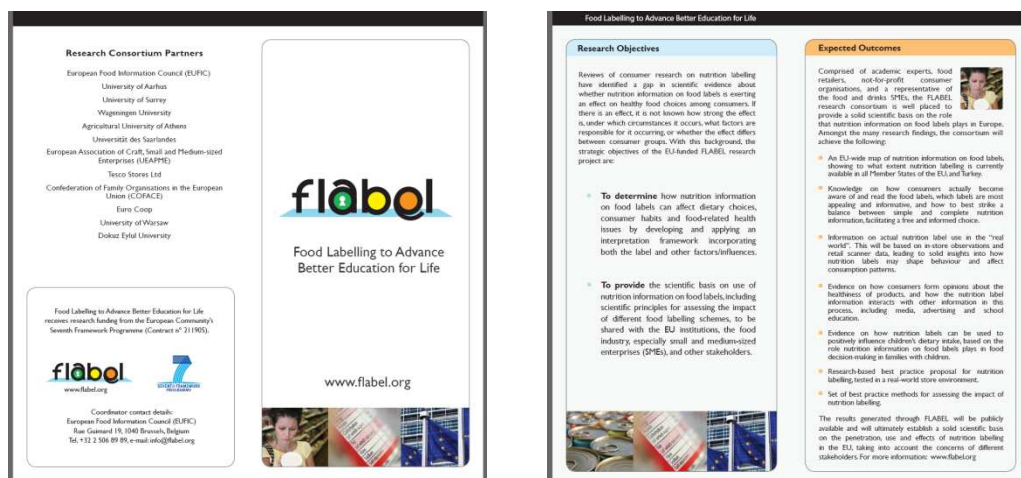 Research Consortium Partners
European Food Information Council (EUFIC)
University of Aarhus
University of Surrey
Wageningen University
Agricultural University of Athens
Universität des Saarlandes
European Association of Craft, Small and Medium-sized
Enterprises (UEAPME)
Tesco Stores Ltd
Confederation of Family Organisations in the European
Union (COFACE)
Euro Coop
University of Warsaw
Dokuz Eylul University
Food Labelling to Advance Better Education for Life
receives research funding from the European Community's
Seventh Framework Programme (Contract n° 211905).
flabel
www.flabel.org
7
SEVENTH FRAMEWORK
PROGRAMME
Coordinator contact details:
European Food Information Council (EUFIC)
Rue Guimard 19, 1040 Brussels, Belgium
Tel. +32 2 506 89 89, e-mail: info@flabel.org
flabel
Food Labelling to Advance
Better Education for Life
www.flabel.org
Food Labelling to Advance Better Education for Life
Research Objectives
Reviews of consumer research on nutrition labelling
have identified a gap in scientific evidence about
whether nutrition information on food labels is exerting
an effect on healthy food choices among consumers. If
there is an effect, it is not known how strong the effect
is, under which circumstances it occurs, what factors are
responsible for it occurring, or whether the effect differs
between consumer groups. With this background, the
strategic objectives of the EU-funded FLABEL research
project are:
To determine how nutrition information
on food labels can affect dietary choices,
consumer habits and food-related health
issues by developing and applying an
interpretation framework incorporating
both the label and other factors/influences.
To provide the scientific basis on use of
nutrition information on food labels, including
scientific principles for assessing the impact
of different food labelling schemes, to be
shared with the EU institutions, the food
industry, especially small and medium-sized
enterprises (SMEs), and other stakeholders.
Expected Outcomes
Comprised of academic experts, food
retailers, not-for-profit consumer
organisations, and a representative of
the food and drinks SMEs, the FLABEL
research consortium is well placed to
provide a solid scientific basis on the role
that nutrition information on food labels plays in Europe.
Amongst the many research findings, the consortium will
achieve the following:
An EU-wide map of nutrition information on food labels,
showing to what extent nutrition labelling is currently
available in all Member States of the EU, and Turkey.
Knowledge on how consumers actually become
aware of and read the food labels, which labels are most
appealing and informative, and how to best strike a
balance between simple and complete nutrition
information, facilitating a free and informed choice.
Information on actual nutrition label use in the "real
world". This will be based on in-store observations and
retail scanner data, leading to solid insights into how
nutrition labels may shape behaviour and affect
consumption patterns.
Evidence on how consumers form opinions about the
healthiness of products, and how the nutrition label
information interacts with other information in this
process, including media, advertising and school
education.
Evidence on how nutrition labels can be used to
positively influence children's dietary intake, based on the
role nutrition information on food labels plays in food
decision-making in families with children.
Research-based best practice proposal for nutrition
labelling, tested in a real-world store environment.
Set of best practice methods for assessing the impact of
nutrition labelling.
The results generated through FLABEL will be publicly
available and will ultimately establish a solid scientific basis
on the penetration, use and effects of nutrition labelling
in the EU, taking into account the concerns of different
stakeholders. For more information: www.flabel.org